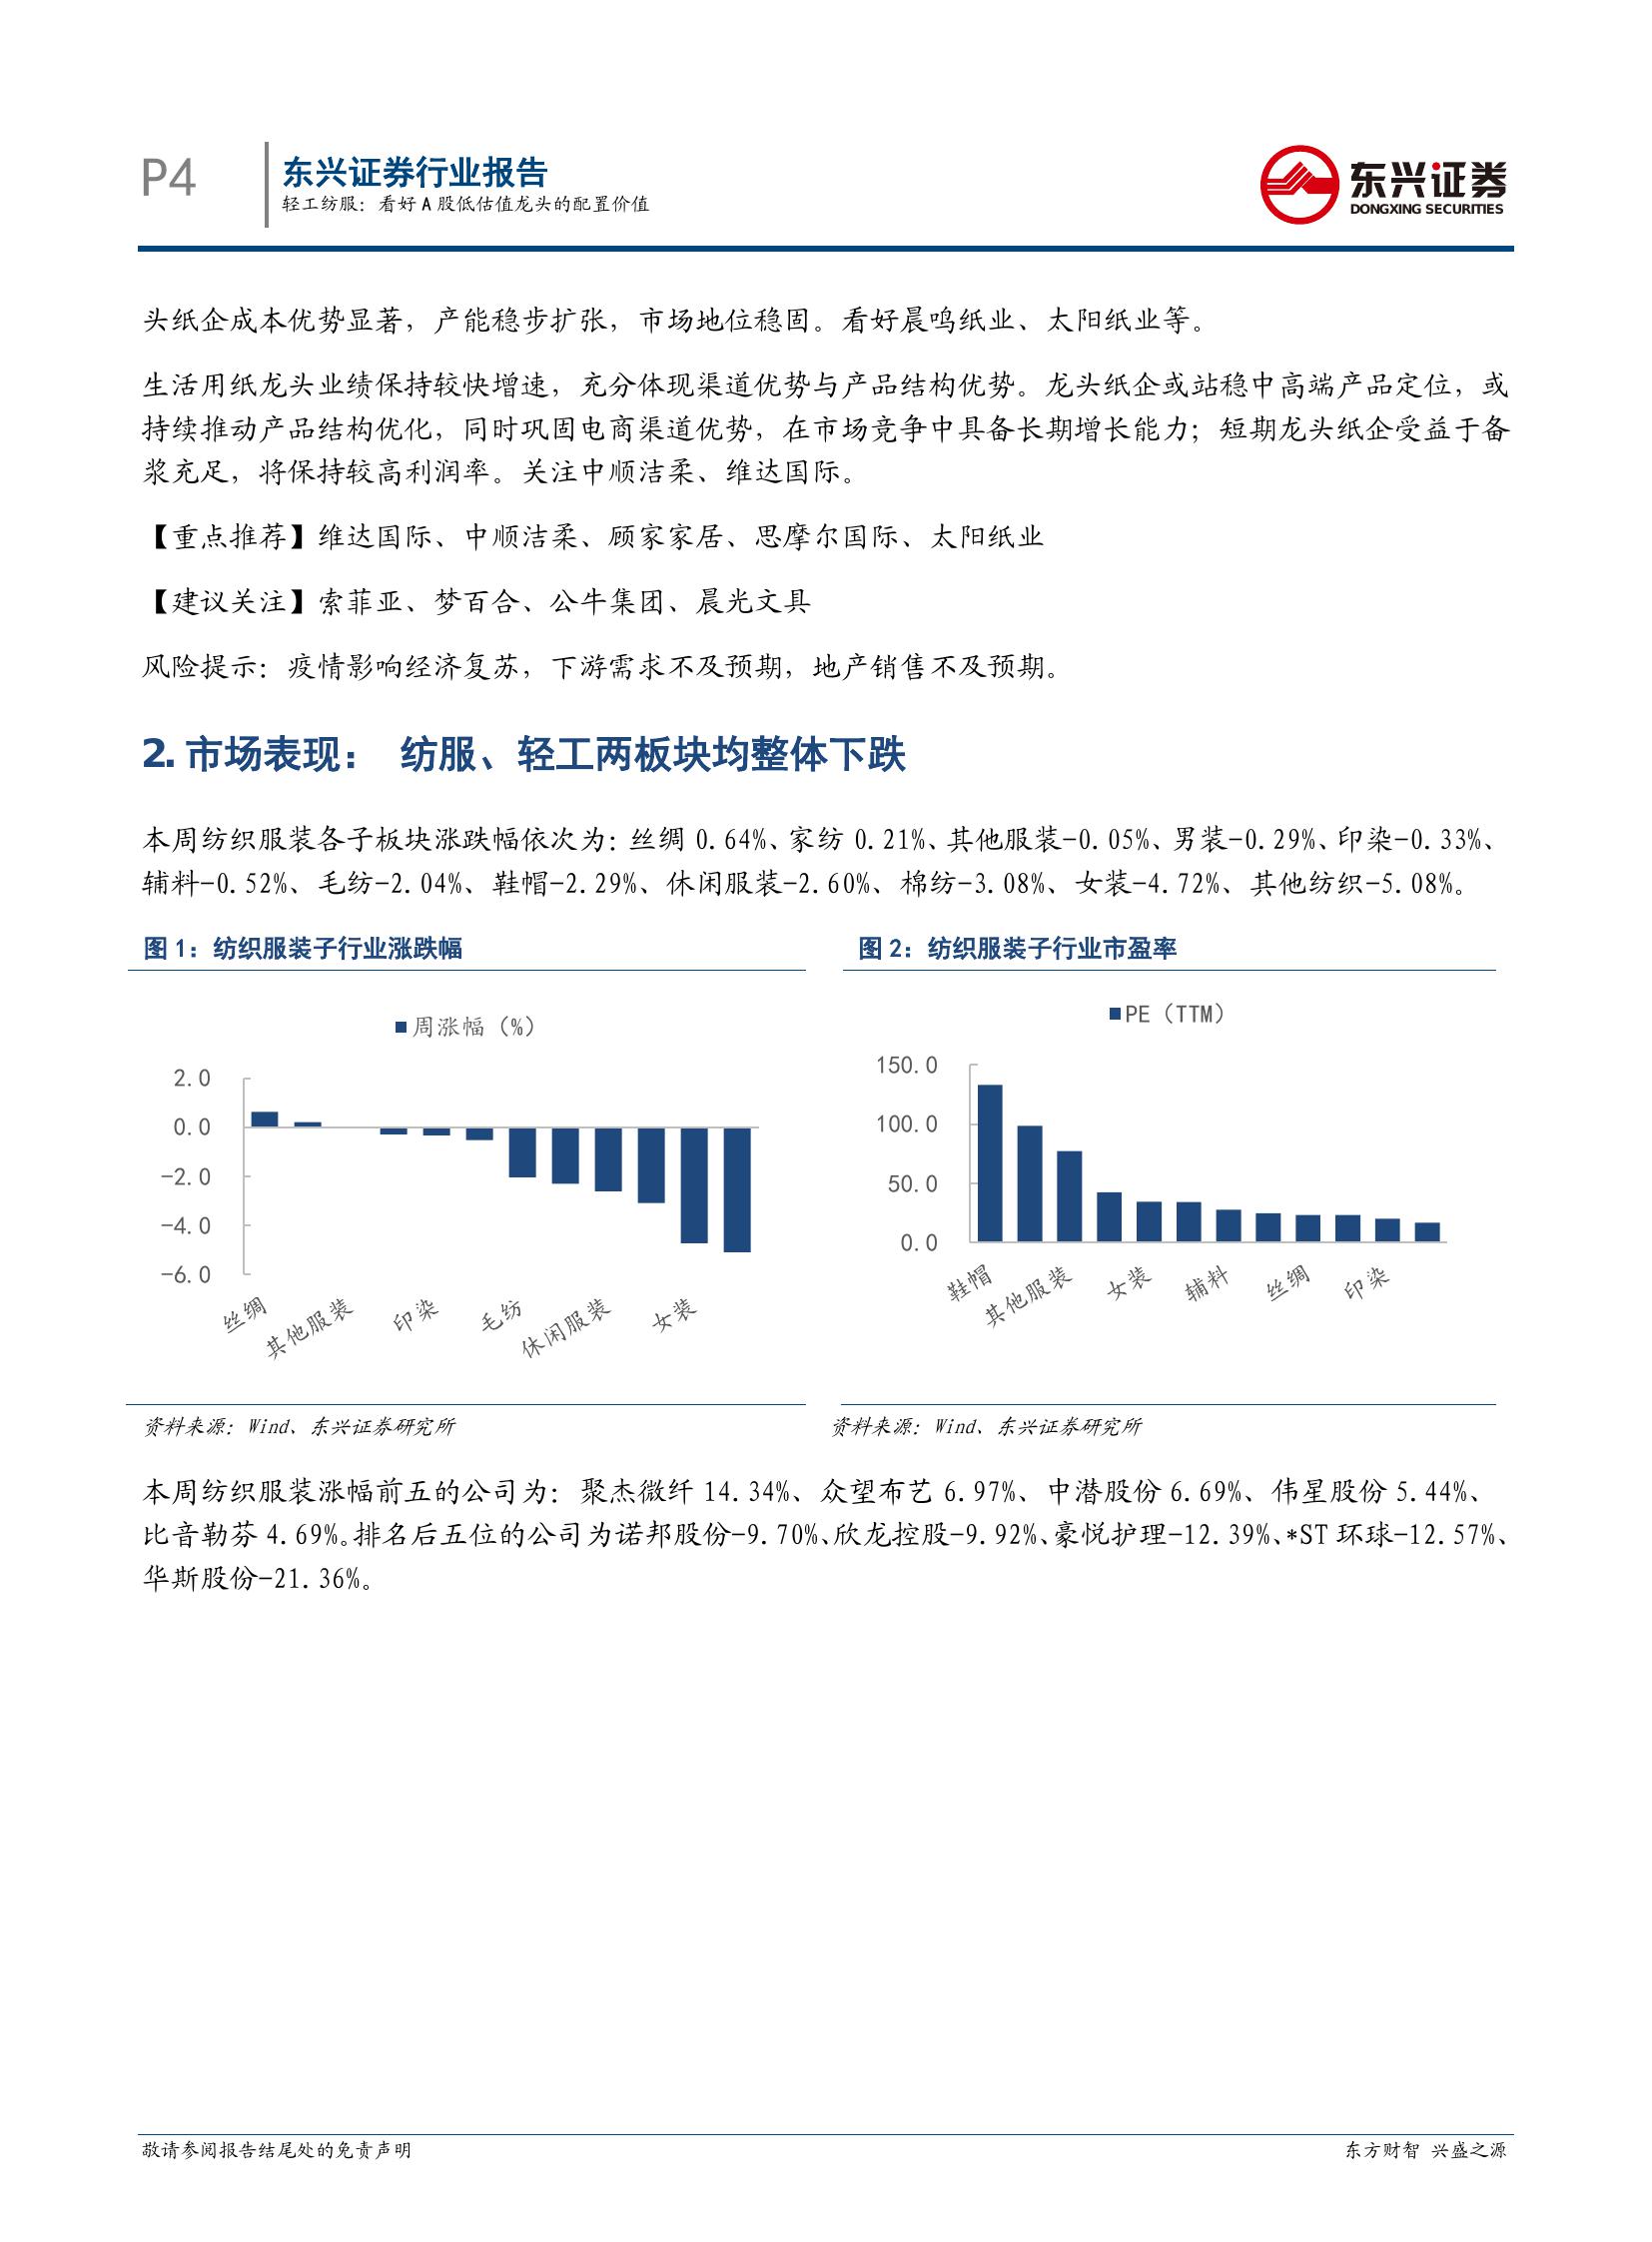 P4
东兴证券行业报告
轻工纺服：看好 A 股低估值龙头的配置价值
东兴证券
DONGXING SECURITIES
头纸企成本优势显著，产能稳步扩张，市场地位稳固。看好晨鸣纸业、太阳纸业等。
生活用纸龙头业绩保持较快增速，充分体现渠道优势与产品结构优势。龙头纸企或站稳中高端产品定位，或
持续推动产品结构优化，同时巩固电商渠道优势，在市场竞争中具备长期增长能力；短期龙头纸企受益于备
浆充足，将保持较高利润率。关注中顺洁柔、维达国际。
【重点推荐】维达国际、中顺洁柔、顾家家居、思摩尔国际、太阳纸业
【建议关注】索菲亚、梦百合、公牛集团、晨光文具
风险提示：疫情影响经济复苏，下游需求不及预期，地产销售不及预期。
2. 市场表现： 纺服、轻工两板块均整体下跌
本周纺织服装各子板块涨跌幅依次为：丝绸 0.64%、家纺 0.21%、其他服装-0.05%、男装-0.29%、印染-0.33%、
辅料-0.52%、毛纺-2.04%、鞋帽-2.29%、休闲服装-2.60%、棉纺-3.08%、女装-4.72%、其他纺织-5.08%。
图 1：纺织服装子行业涨跌幅
周涨幅（%）
2.0
0.0
-2.0
-4.0
-6.0
丝绸
其他服装
印染
毛纺
休闲服装
女装
资料来源：Wind、东兴证券研究所
图 2：纺织服装子行业市盈率
PE（TTM）
150.0
100.0
50.0
0.0
鞋帽
其他服装
女装
辅料
丝绸
印染
资料来源：Wind、东兴证券研究所
本周纺织服装涨幅前五的公司为：聚杰微纤 14.34%、众望布艺 6.97%、中潜股份 6.69%、伟星股份 5.44%、
比音勒芬 4.69%。排名后五位的公司为诺邦股份-9.70%、欣龙控股-9.92%、豪悦护理-12.39%、*ST 环球-12.57%、
华斯股份-21.36%。
敬请参阅报告结尾处的免责声明
东方财智 兴盛之源